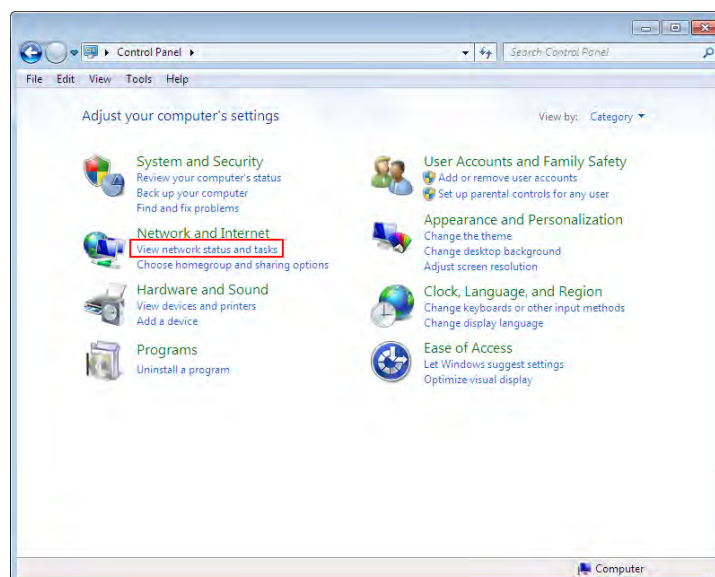 Control Panel
Search Control Panel
File Edit View Tools Help
Adjust your computer's settings
View by: Category
System and Security
Review your computer's status
Back up your computer
Find and fix problems
Network and Internet
View network status and tasks
Choose homegroup and sharing options
Hardware and Sound
View devices and printers
Add a device
Programs
Uninstall a program
User Accounts and Family Safety
Add or remove user accounts
Set up parental controls for any user
Appearance and Personalization
Change the theme
Change desktop background
Adjust screen resolution
Clock, Language, and Region
Change keyboards or other input methods
Change display language
Ease of Access
Let Windows suggest settings
Optimize visual display
Computer